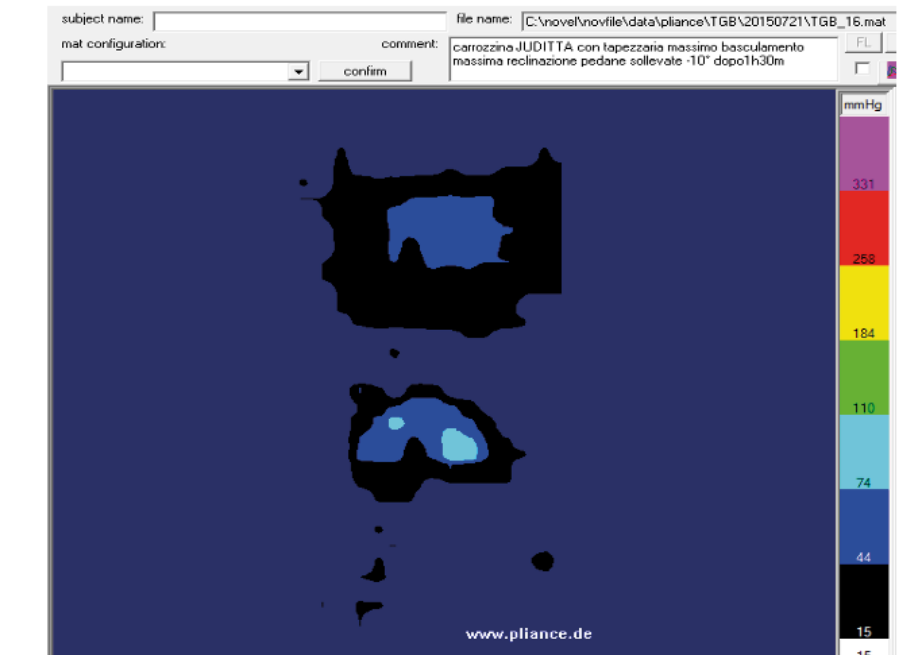 subject name:
file name: C:\novel\novfile\data\pliance\TGB\20150721\TGB_16.mat
mat configuration:
comment: carrozzina JUDITTA con tapezzaria massimo basculamento
massima reclinazione pedane sollevate -10° dopo1h30m
FL
confirm
mmHg
331
258
184
110
74
44
15
www.pliance.de